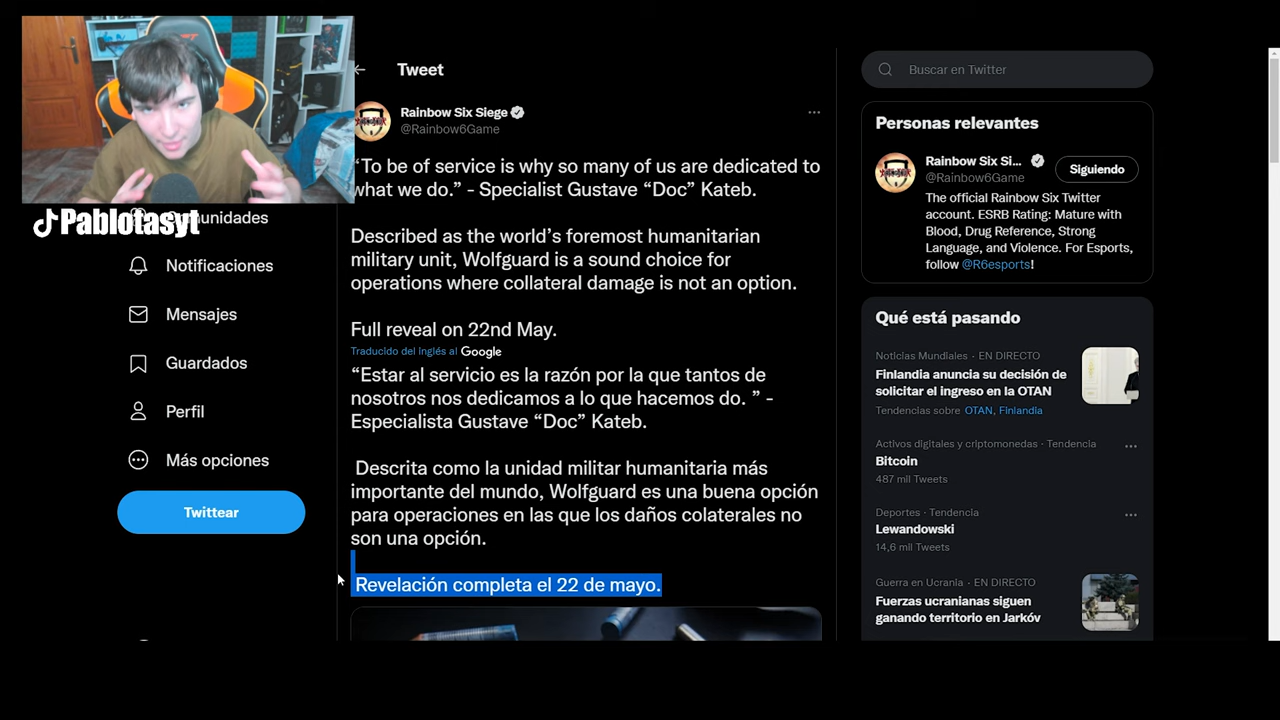 Tweet
Rainbow Six Siege
@Rainbow6Game
“To be of service is why so many of us are dedicated to
what we do.” - Specialist Gustave “Doc” Kateb.
Described as the world’s foremost humanitarian
military unit, Wolfguard is a sound choice for
operations where collateral damage is not an option.
Full reveal on 22nd May.
Traducido del inglés al Google
“Estar al servicio es la razón por la que tantos de
nosotros nos dedicamos a lo que hacemos do. ” -
Especialista Gustave “Doc” Kateb.
Descrita como la unidad militar humanitaria más
importante del mundo, Wolfguard es una buena opción
para operaciones en las que los daños colaterales no
son una opción.
Revelación completa el 22 de mayo.
Pablotasyt
Notificaciones
Mensajes
Guardados
Perfil
Más opciones
Twittear
Buscar en Twitter
Personas relevantes
Rainbow Six Si...
@Rainbow6Game
Siguiendo
The official Rainbow Six Twitter
account. ESRB Rating: Mature with
Blood, Drug Reference, Strong
Language, and Violence. For Esports,
follow @R6esports!
Qué está pasando
Noticias Mundiales · EN DIRECTO
Finlandia anuncia su decisión de
solicitar el ingreso en la OTAN
Tendencias sobre OTAN, Finlandia
Activos digitales y criptomonedas · Tendencia
Bitcoin
487 mil Tweets
Deportes · Tendencia
Lewandowski
14,6 mil Tweets
Guerra en Ucrania · EN DIRECTO
Fuerzas ucranianas siguen
ganando territorio en Jarkóv